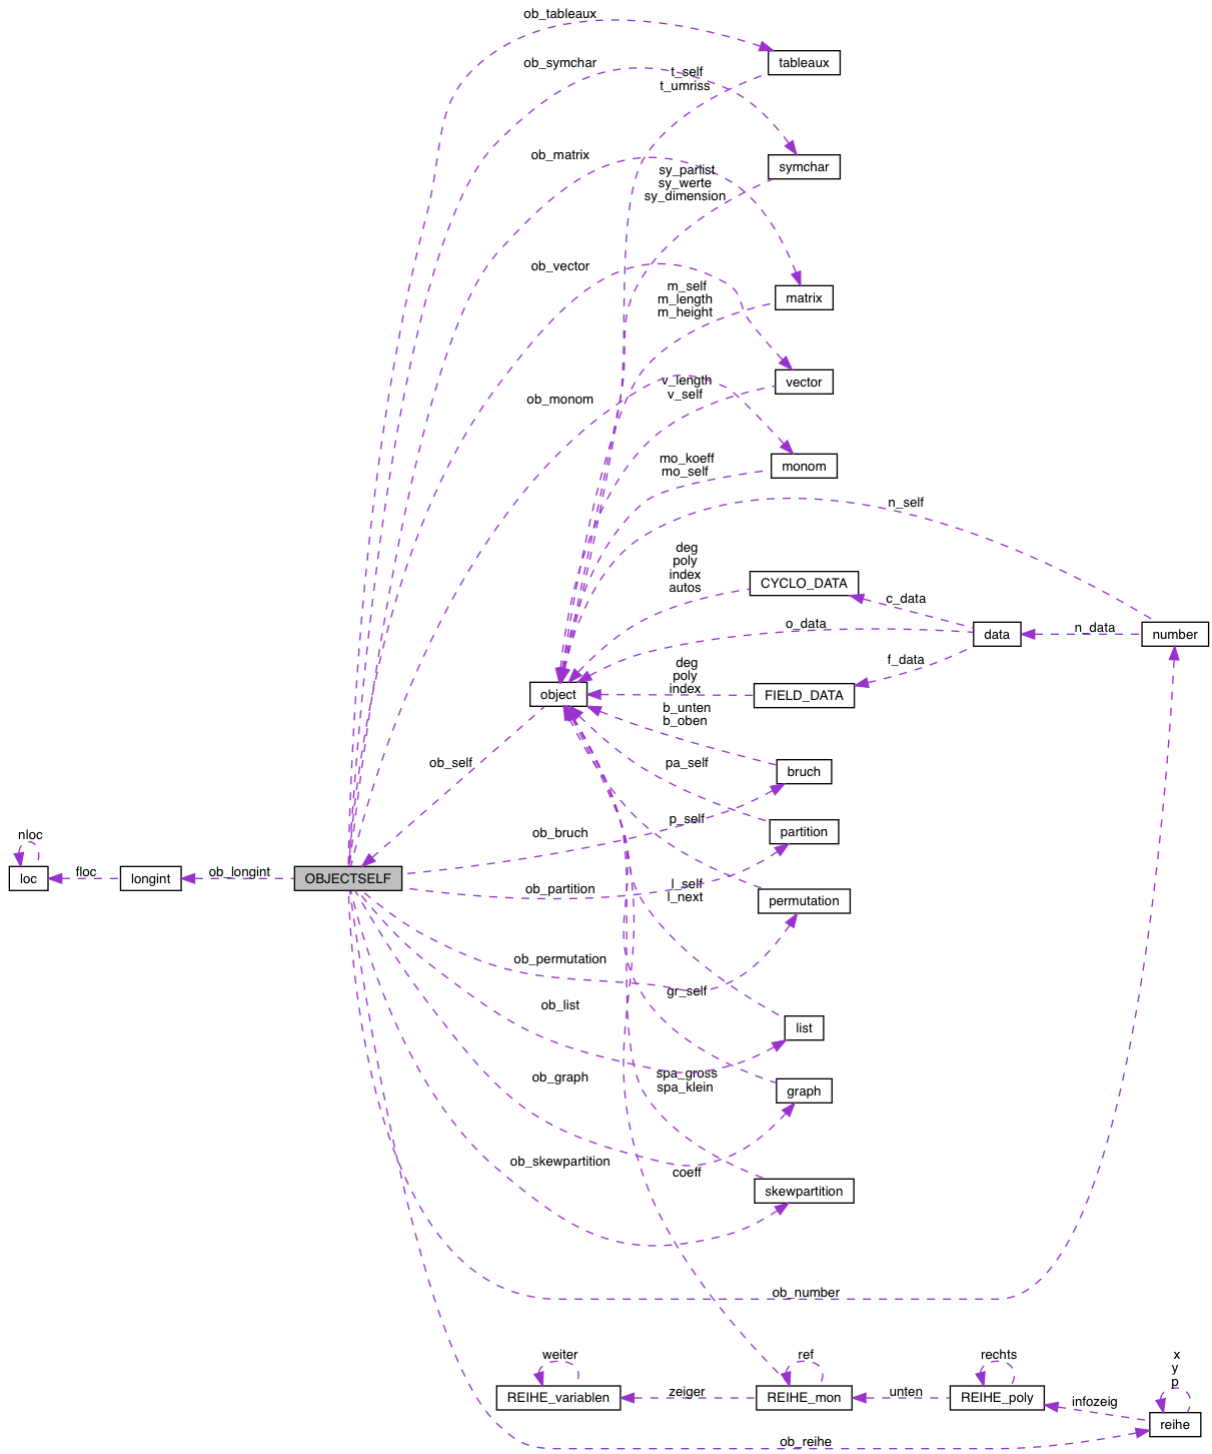 ob_tableaux
tableaux
ob_symchar
t_self
t_umriss
ob_matrix
symchar
sy_parlist
sy_werte
sy_dimension
ob_vector
m_self
m_length
m_height
matrix
v_length
v_self
vector
ob_monom
mo_koeff
mo_self
monom
n_self
deg
poly
index
autos
CYCLO_DATA
c_data
o_data
data
n_data
number
f_data
deg
poly
index
object
FIELD_DATA
b_unten
b_oben
ob_self
pa_self
bruch
nloc
ob_bruch
p_self
partition
loc
floc
longint
ob_longint
OBJECTSELF
ob_partition
l_self
l_next
permutation
ob_permutation
gr_self
ob_list
list
ob_graph
spa_gross
spa_klein
graph
ob_skewpartition
coeff
skewpartition
ob_number
weiter
ref
rechts
x
y
p
REIHE_variablen
zeiger
REIHE_mon
unten
REIHE_poly
infozeig
reihe
ob_reihe